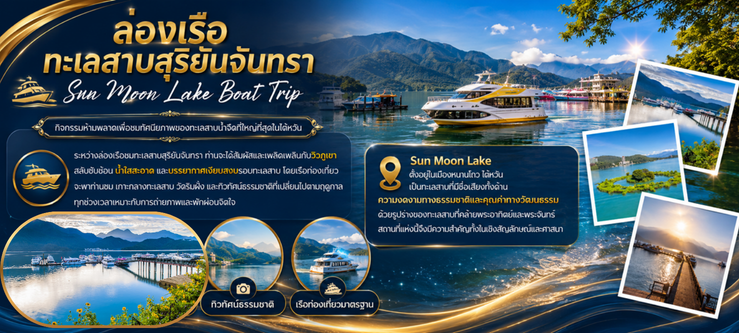 ล่องเรือ
ทะเลสาบสุริยันจันทรา
Sun Moon Lake Boat Trip
กิจกรรมห้ามพลาดเพื่อชมทัศนียภาพของทะเลสาบน้ำจืดที่ใหญ่ที่สุดในไต้หวัน
ระหว่างล่องเรือชมทะเลสาบสุริยันจันทรา ท่านจะได้สัมผัสและเพลิดเพลินกับวิวภูเขา
สลับซับซ้อน น้ำใสสะอาด และบรรยากาศเงียบสงบรอบทะเลสาบ โดยเรือท่องเที่ยว
จะพาท่านชม เกาะกลางทะเลสาบ วัดริมฝั่ง และทิวทัศน์ธรรมชาติที่เปลี่ยนไปตามฤดูกาล
ทุกช่วงเวลาเหมาะกับการถ่ายภาพและพักผ่อนจิตใจ
Sun Moon Lake
ตั้งอยู่ในเมืองหนานโถว ไต้หวัน
เป็นทะเลสาบที่มีชื่อเสียงทั้งด้าน
ความงดงามทางธรรมชาติและคุณค่าทางวัฒนธรรม
ด้วยรูปร่างของทะเลสาบที่คล้ายพระอาทิตย์และพระจันทร์
สถานที่แห่งนี้จึงมีความสำคัญทั้งในเชิงสัญลักษณ์และศาสนา
ทิวทัศน์ธรรมชาติ
เรือท่องเที่ยวมาตรฐาน